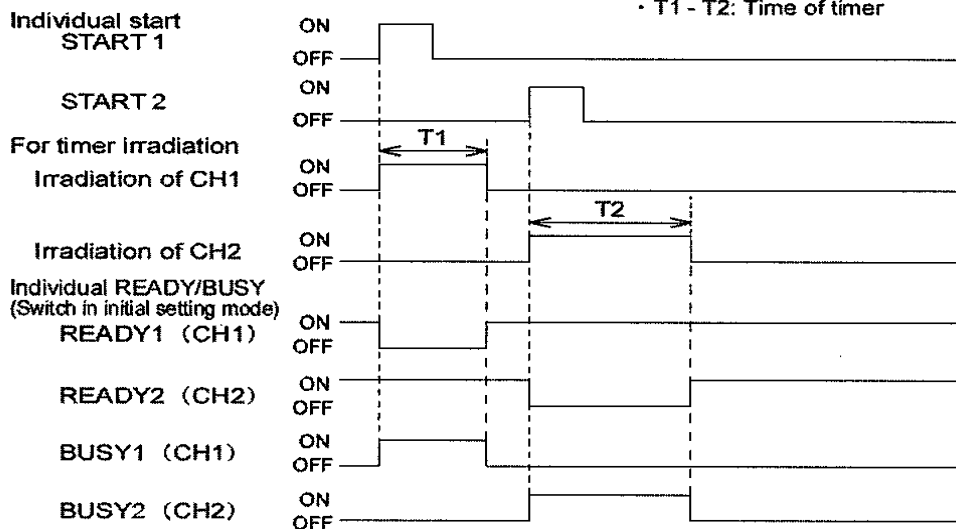 ・T1 - T2: Time of timer
Individual start
START 1
ON
OFF
START 2
ON
OFF
For timer irradiation
T1
Irradiation of CH1
ON
OFF
T2
Irradiation of CH2
ON
OFF
Individual READY/BUSY
(Switch in initial setting mode)
READY1 (CH1)
ON
OFF
READY2 (CH2)
ON
OFF
BUSY1 (CH1)
ON
OFF
BUSY2 (CH2)
ON
OFF